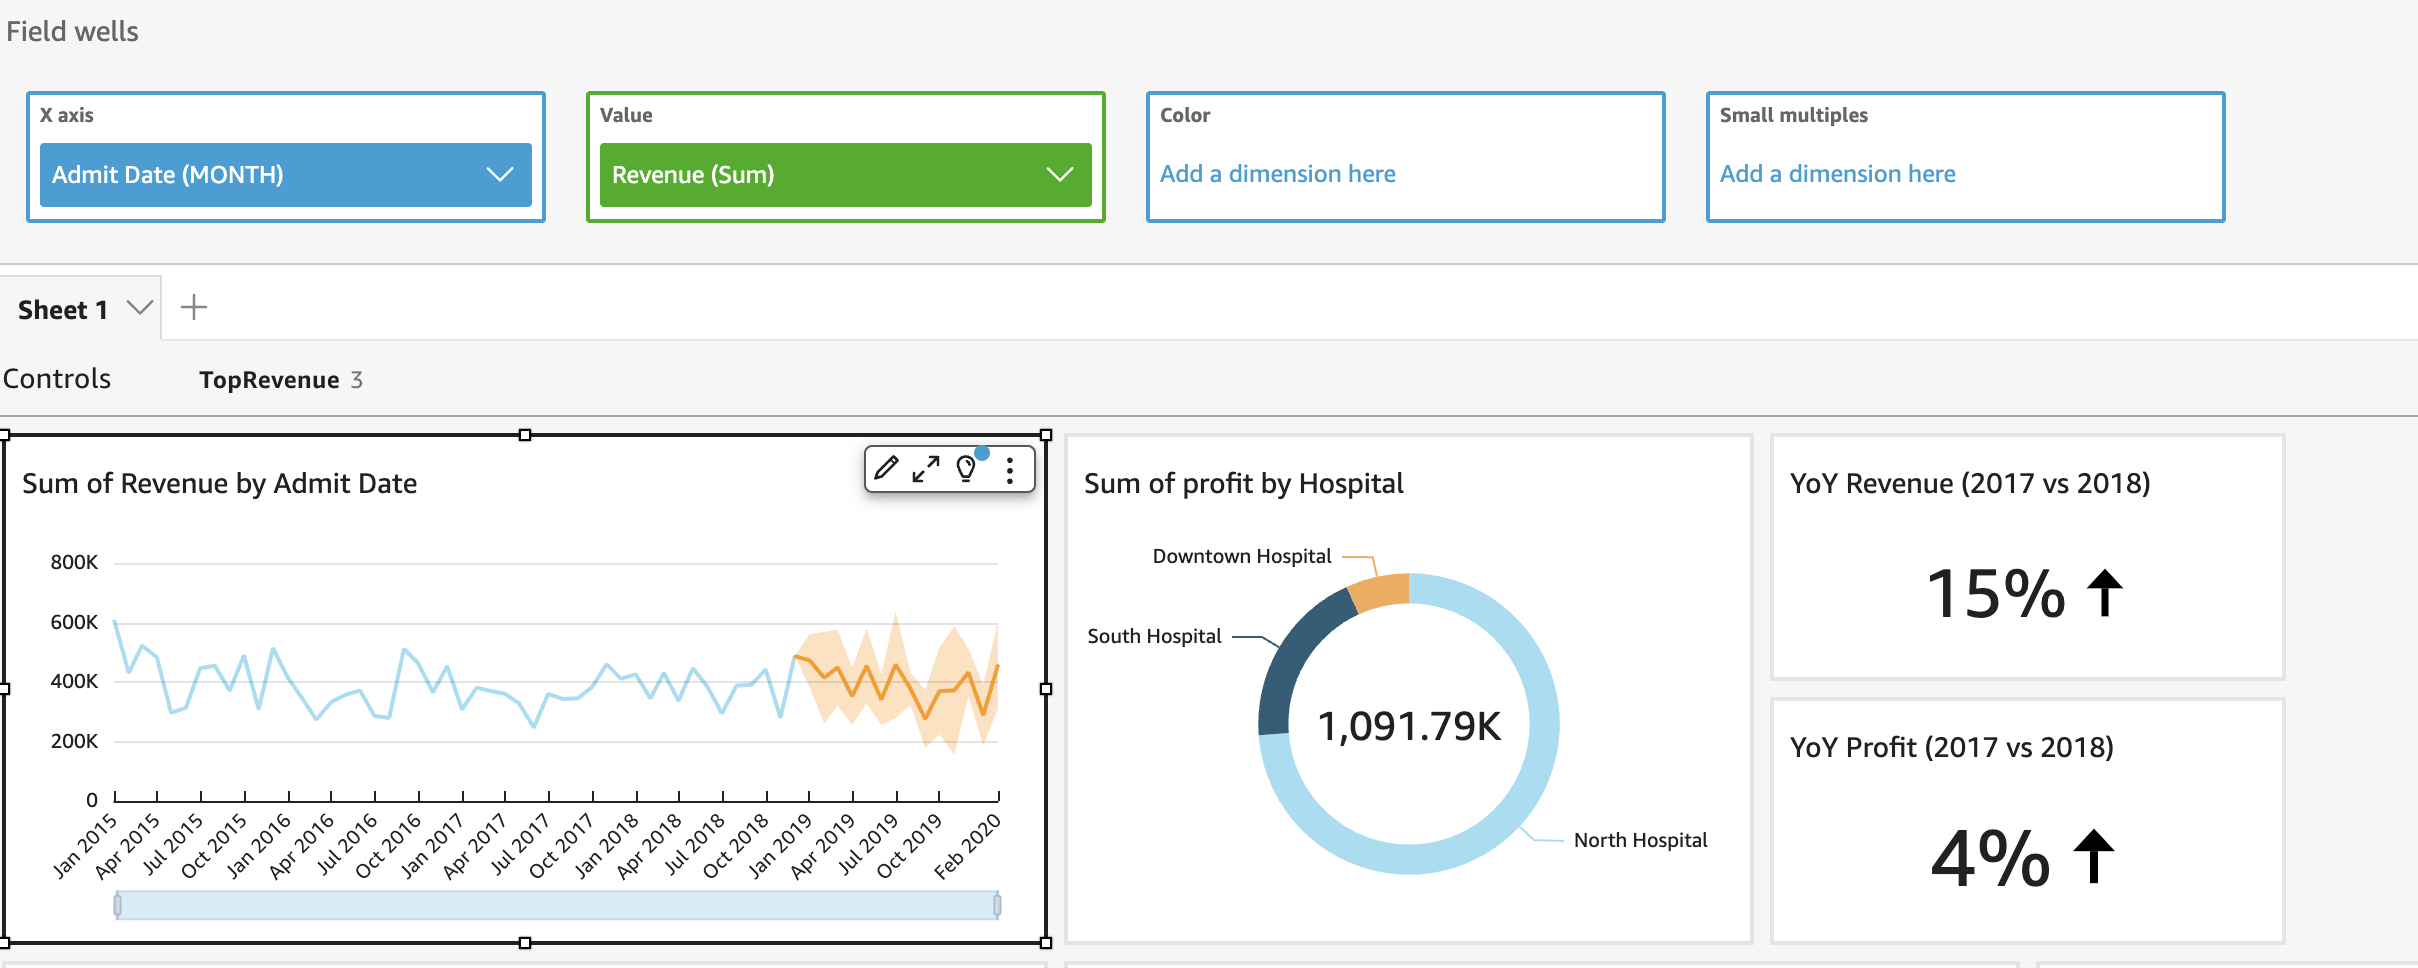 Field wells
X axis
Admit Date (MONTH)
Value
Revenue (Sum)
Color
Add a dimension here
Small multiples
Add a dimension here
Sheet 1
Controls
TopRevenue 3
Sum of Revenue by Admit Date
800K
600K
400K
200K
0
Jan 2015
Apr 2015
Jul 2015
Oct 2015
Jan 2016
Apr 2016
Jul 2016
Oct 2016
Jan 2017
Apr 2017
Jul 2017
Oct 2017
Jan 2018
Apr 2018
Jul 2018
Oct 2018
Jan 2019
Apr 2019
Jul 2019
Oct 2019
Feb 2020
Sum of profit by Hospital
Downtown Hospital
South Hospital
1,091.79K
North Hospital
YoY Revenue (2017 vs 2018)
15%
YoY Profit (2017 vs 2018)
4%